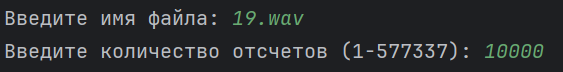 Введите имя файла: 19.wav
Введите количество отсчетов (1-577337): 10000